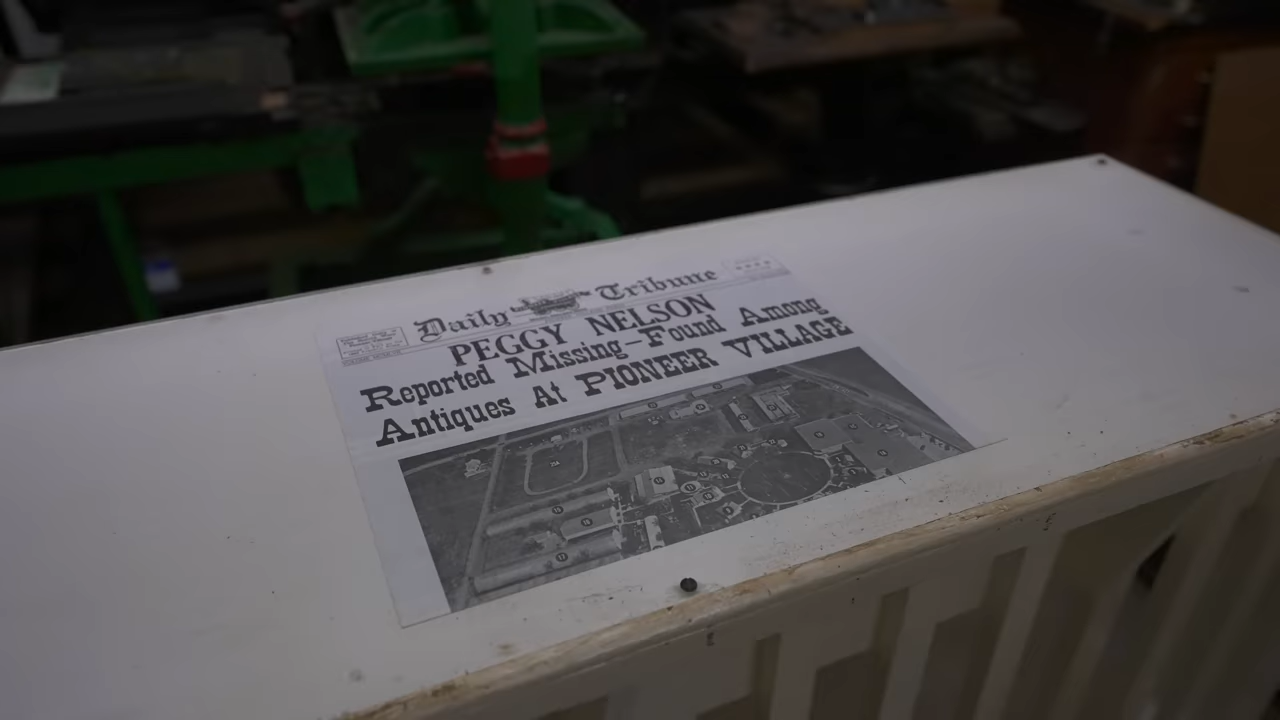 Daily Tribune
PEGGY NELSON
Reported Missing-Found Among
Antiques At PIONEER VILLAGE